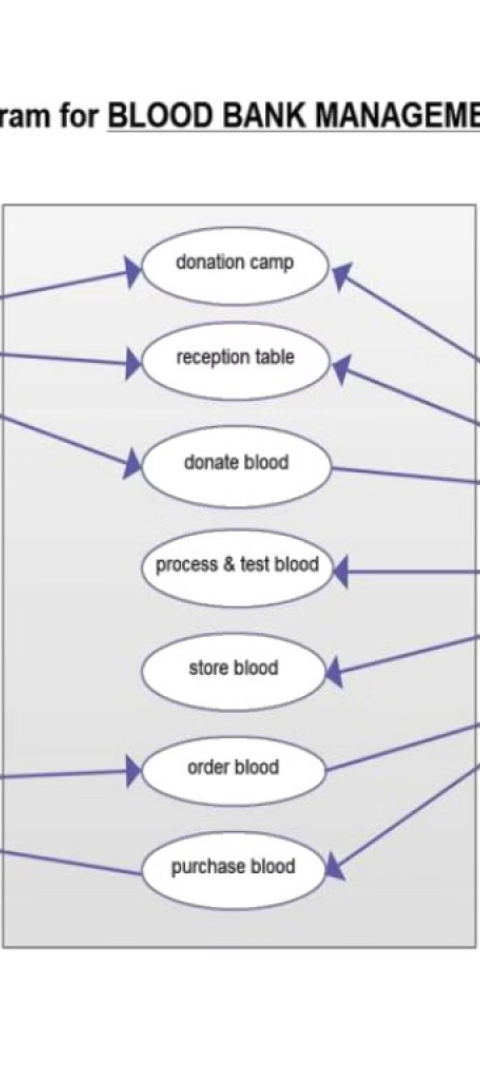 ram for BLOOD BANK MANAGEME
donation camp
reception table
donate blood
process & test blood
store blood
order blood
purchase blood